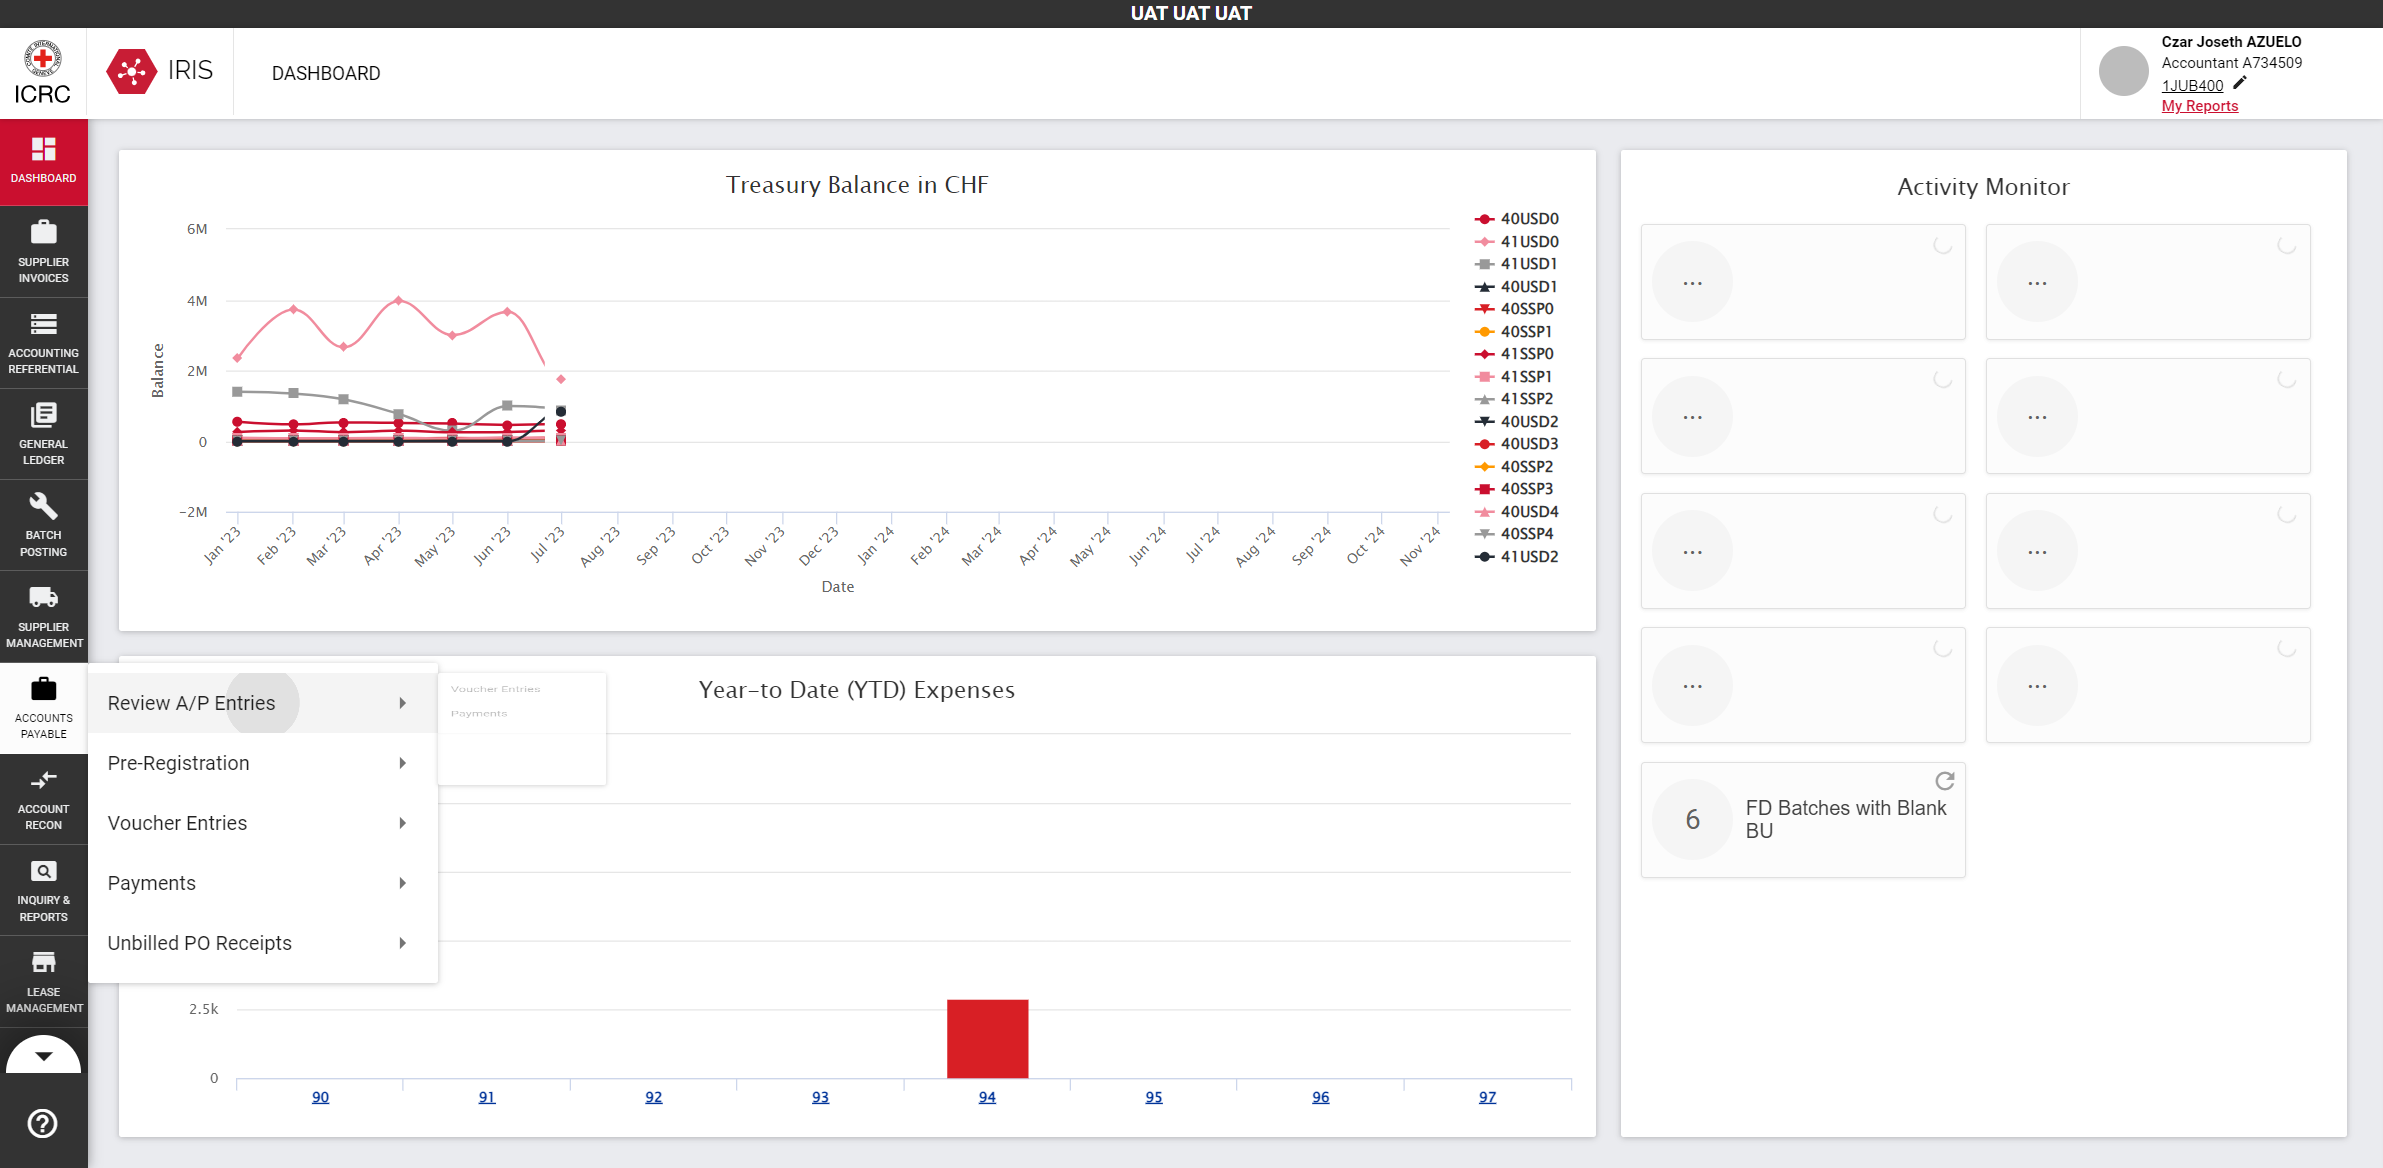 UAT UAT UAT
ICRC
IRIS
DASHBOARD
Czar Joseth AZUELO
Accountant A734509
1JUB400
My Reports
DASHBOARD
SUPPLIER
INVOICES
ACCOUNTING
REFERENTIAL
GENERAL
LEDGER
BATCH
POSTING
SUPPLIER
MANAGEMENT
ACCOUNTS
PAYABLE
ACCOUNT
RECON
INQUIRY &
REPORTS
LEASE
MANAGEMENT
Treasury Balance in CHF
6M
4M
2M
0
-2M
Balance
Jan '23
Feb '23
Mar '23
Apr '23
May '23
Jun '23
Jul '23
Aug '23
Sep '23
Oct '23
Nov '23
Dec '23
Jan '24
Feb '24
Mar '24
Apr '24
May '24
Jun '24
Jul '24
Aug '24
Sep '24
Oct '24
Nov '24
Date
40USD0
41USD0
41USD1
40USD1
40SSP0
40SSP1
41SSP0
41SSP1
41SSP2
40USD2
40USD3
40SSP2
40SSP3
40USD4
40SSP4
41USD2
Review A/P Entries
Pre-Registration
Voucher Entries
Payments
Unbilled PO Receipts
Voucher Entries
Payments
Year-to Date (YTD) Expenses
2.5k
0
90
91
92
93
94
95
96
97
Activity Monitor
...
...
...
...
...
...
...
...
6
FD Batches with Blank
BU